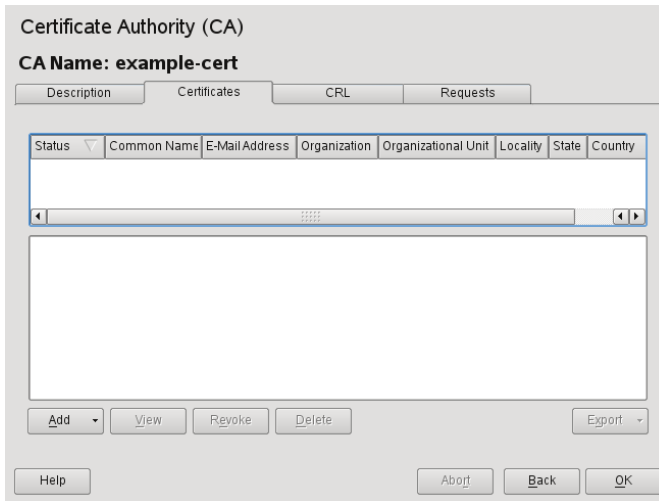 Certificate Authority (CA)
CA Name: example-cert
Description Certificates CRL Requests
Status Common Name E-Mail Address Organization Organizational Unit Locality State Country
Add View Revoke Delete Export
Help Abort Back OK